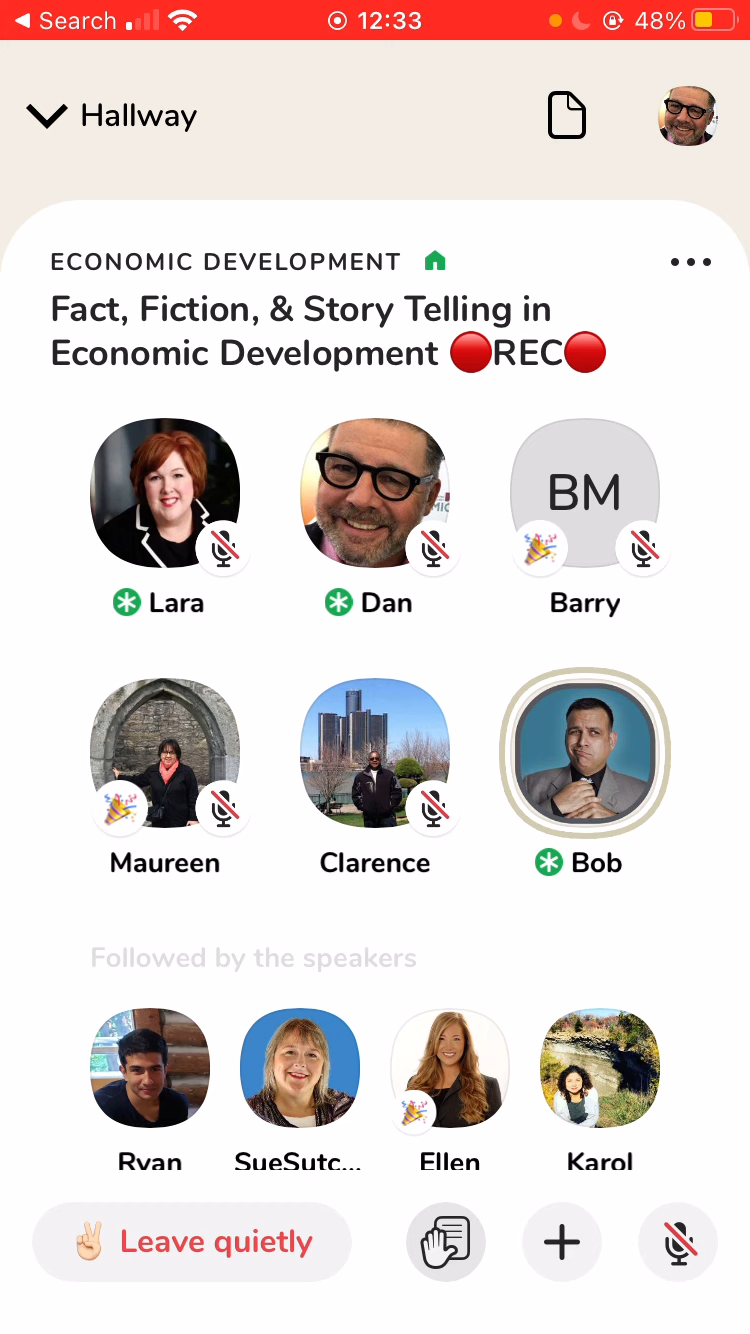 Search 12:33 48%
Hallway
ECONOMIC DEVELOPMENT
Fact, Fiction, & Story Telling in
Economic Development 🔴REC🔴
BM
Lara Dan Barry
Maureen Clarence Bob
Followed by the speakers
Ryan SueSutc... Ellen Karol
✌🏻 Leave quietly